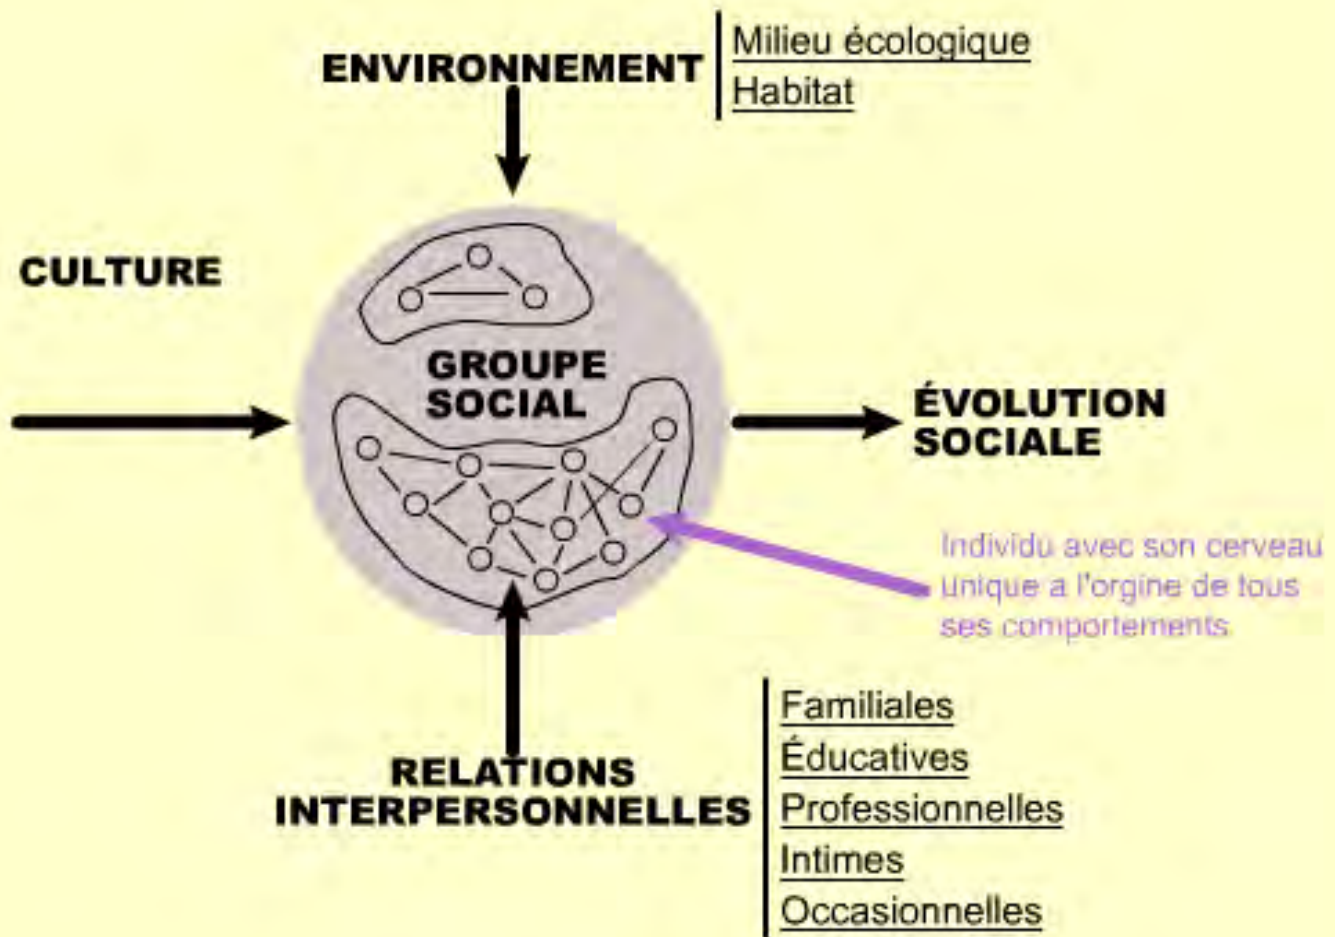 ENVIRONNEMENT
Milieu écologique
Habitat
CULTURE
GROUPE
SOCIAL
ÉVOLUTION
SOCIALE
Individu avec son cerveau
unique a l'orgine de tous
ses comportements
RELATIONS
INTERPERSONNELLES
Familiales
Éducatives
Professionnelles
Intimes
Occasionnelles